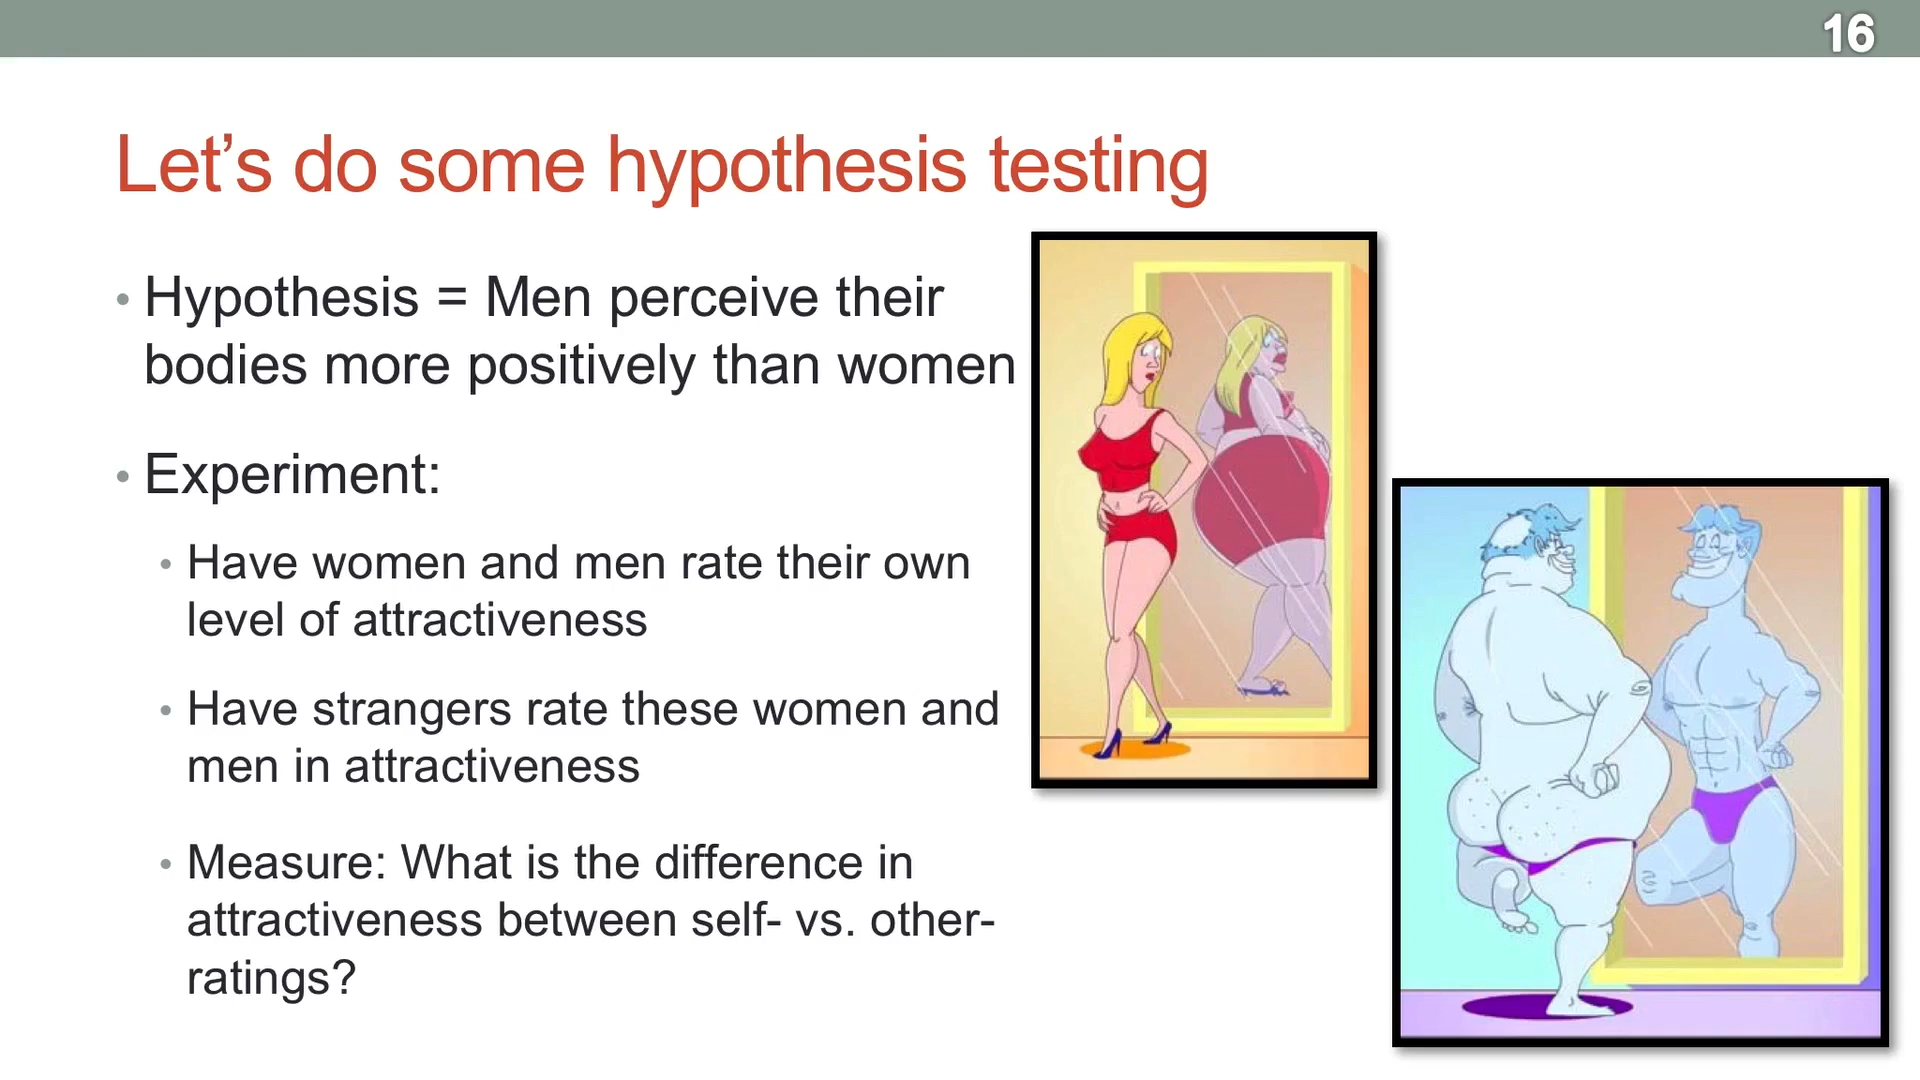 16
Let’s do some hypothesis testing
• Hypothesis = Men perceive their
bodies more positively than women
• Experiment:
• Have women and men rate their own
level of attractiveness
• Have strangers rate these women and
men in attractiveness
• Measure: What is the difference in
attractiveness between self- vs. other-
ratings?